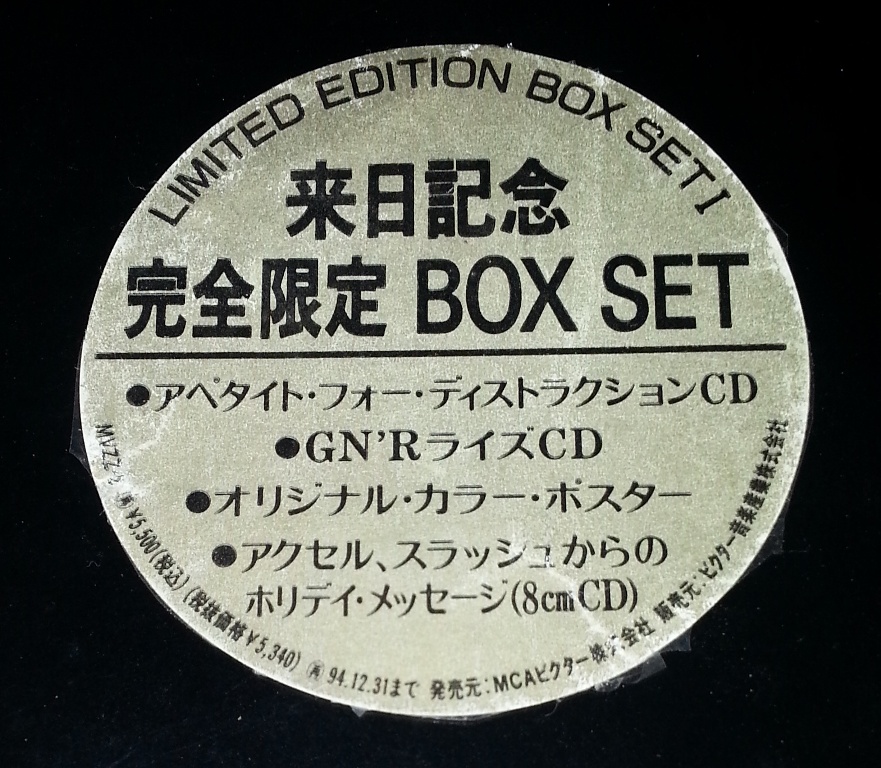 LIMITED EDITION BOX SET I
来日記念
完全限定 BOX SET
●アペタイト・フォー・ディストラクションCD
●GN'RライズCD
●オリジナル・カラー・ポスター
●アクセル、スラッシュからの
ホリデイ・メッセージ(8cmCD)
¥5,500(税込)(税抜価格¥5,340) 再 94.12.31まで 発売元:MCAビクター株式会社 販売元:ビクター音楽産業株式会社